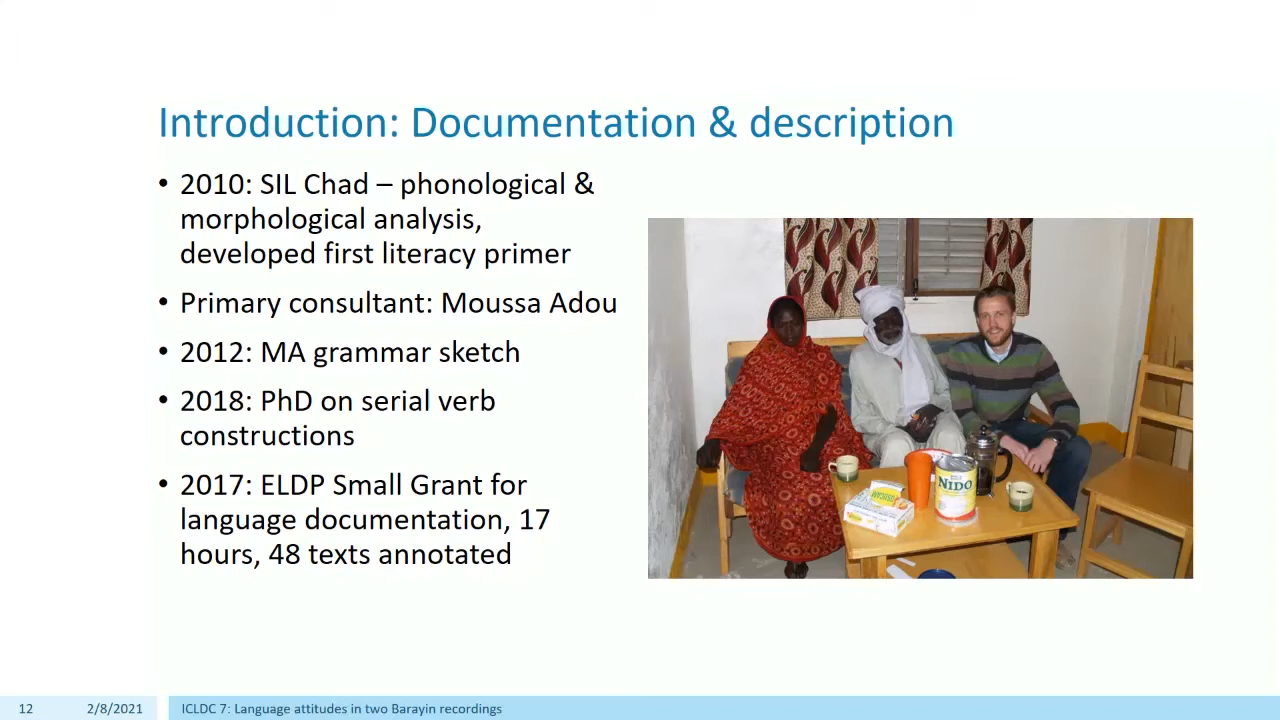 Introduction: Documentation & description
• 2010: SIL Chad – phonological &
morphological analysis,
developed first literacy primer
• Primary consultant: Moussa Adou
• 2012: MA grammar sketch
• 2018: PhD on serial verb
constructions
• 2017: ELDP Small Grant for
language documentation, 17
hours, 48 texts annotated
NIDO
12
2/8/2021
ICLDC 7: Language attitudes in two Barayin recordings